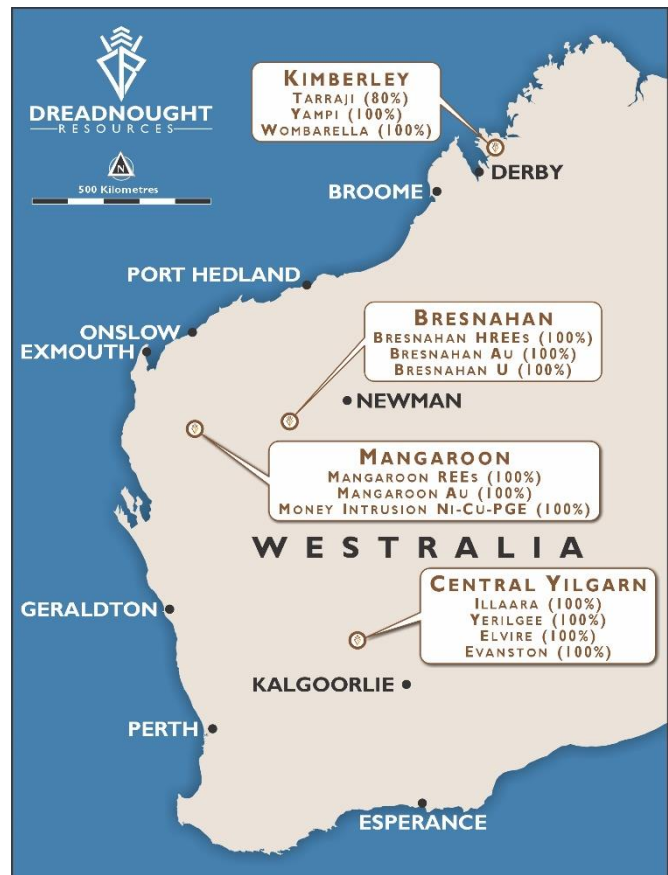 DREADNOUGHT
RESOURCES
N
500 Kilometres
KIMBERLEY
TARRAJI (80%)
YAMPI (100%)
WOMBARELLA (100%)
DERBY
BROOME
PORT HEDLAND
ONSLOW
EXMOUTH
BRESNAHAN
BRESNAHAN HREES (100%)
BRESNAHAN AU (100%)
BRESNAHAN U (100%)
NEWMAN
MANGAROON
MANGAROON REES (100%)
MANGAROON AU (100%)
MONEY INTRUSION NI-CU-PGE (100%)
WESTRALIA
CENTRAL YILGARN
ILLAARA (100%)
YERILGEE (100%)
ELVIRE (100%)
EVANSTON (100%)
GERALDTON
KALGOORLIE
PERTH
ESPERANCE